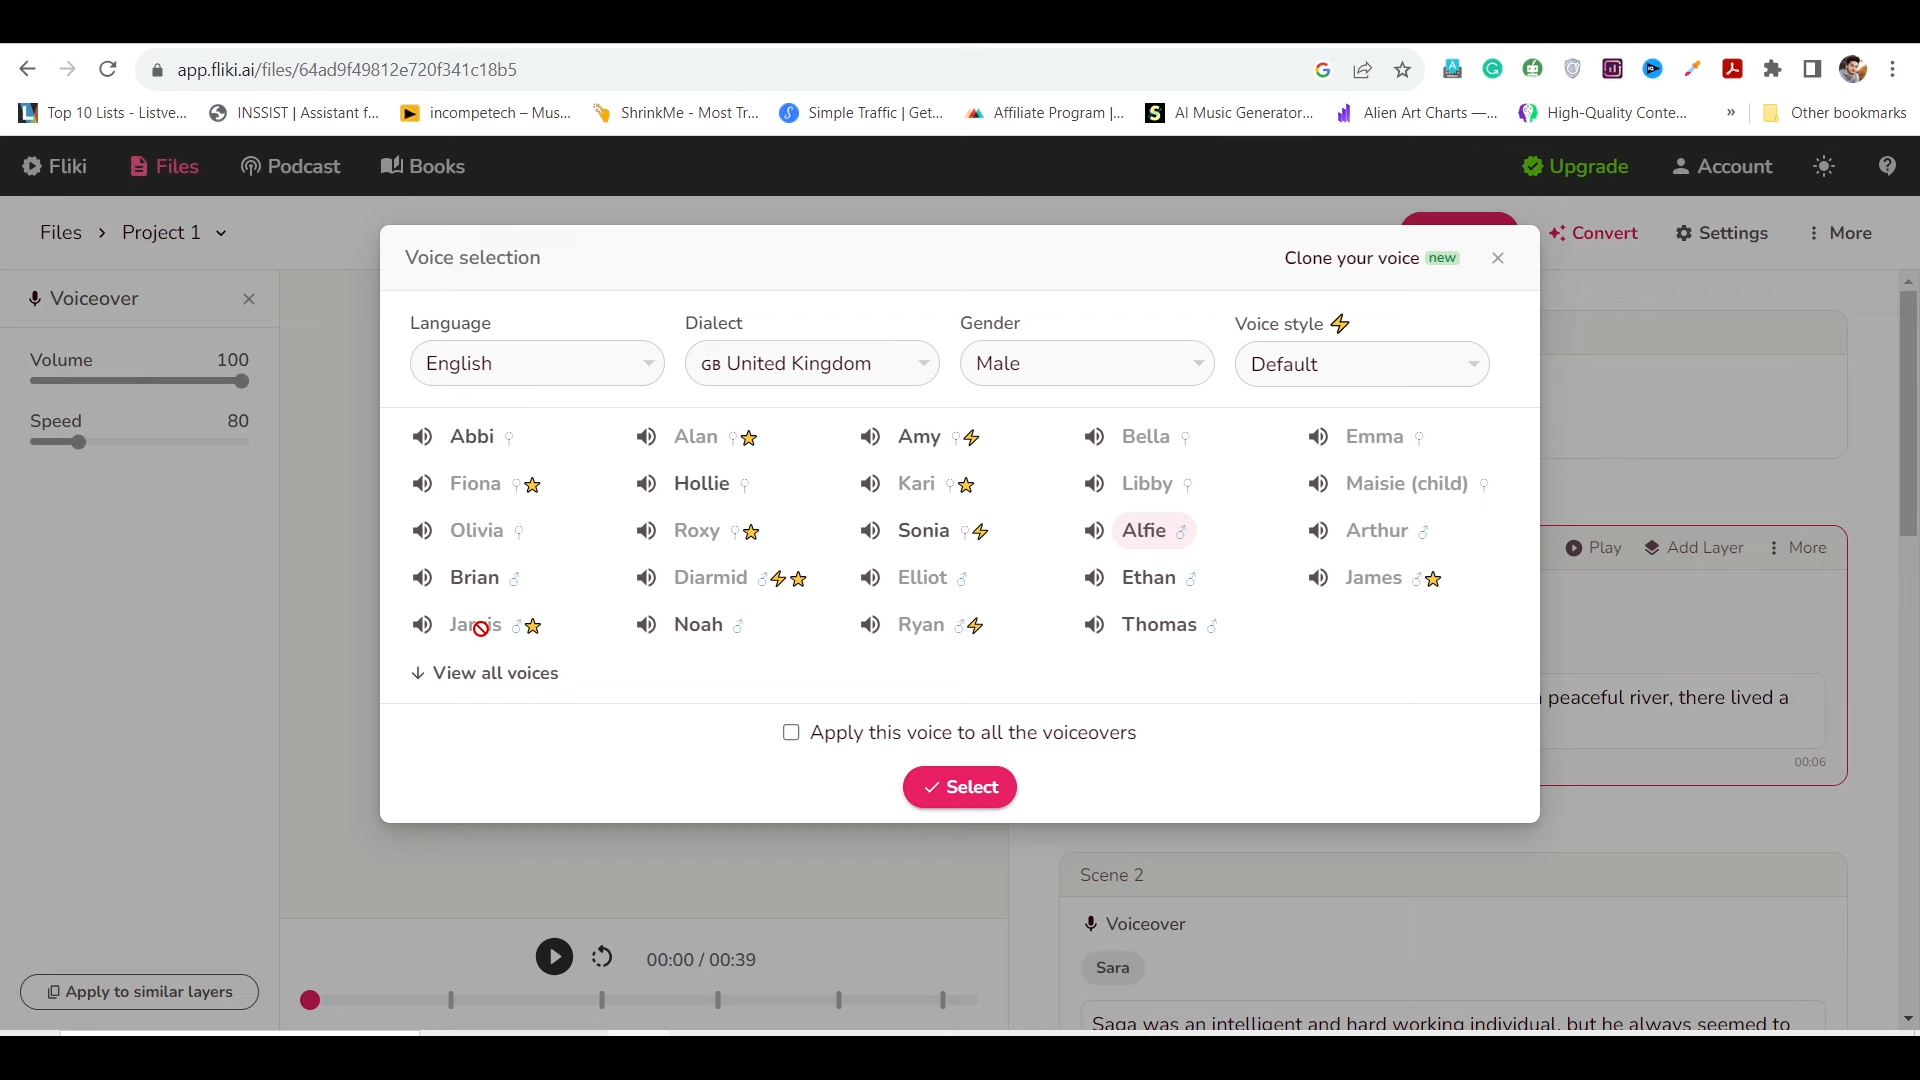 app.fliki.ai/files/64ad9f49812e720f341c18b5
Top 10 Lists - Listve... INSSIST | Assistant f... incompetech – Mus... ShrinkMe - Most Tr... Simple Traffic | Get... Affiliate Program |... AI Music Generator... Alien Art Charts —... High-Quality Conte... » Other bookmarks
Fliki Files Podcast Books Upgrade Account
Files › Project 1 Convert Settings More
Voice selection Clone your voice new
Voiceover
Volume 100
Speed 80
Language Dialect Gender Voice style
English GB United Kingdom Male Default
Abbi Alan Amy Bella Emma
Fiona Hollie Kari Libby Maisie (child)
Olivia Roxy Sonia Alfie Arthur
Brian Diarmid Elliot Ethan James
Noah Ryan Thomas
View all voices
Apply this voice to all the voiceovers
Select
Play Add Layer More
peaceful river, there lived a
00:06
Scene 2
Voiceover
Sara
Saga was an intelligent and hard working individual, but he always seemed to
00:00 / 00:39
Apply to similar layers